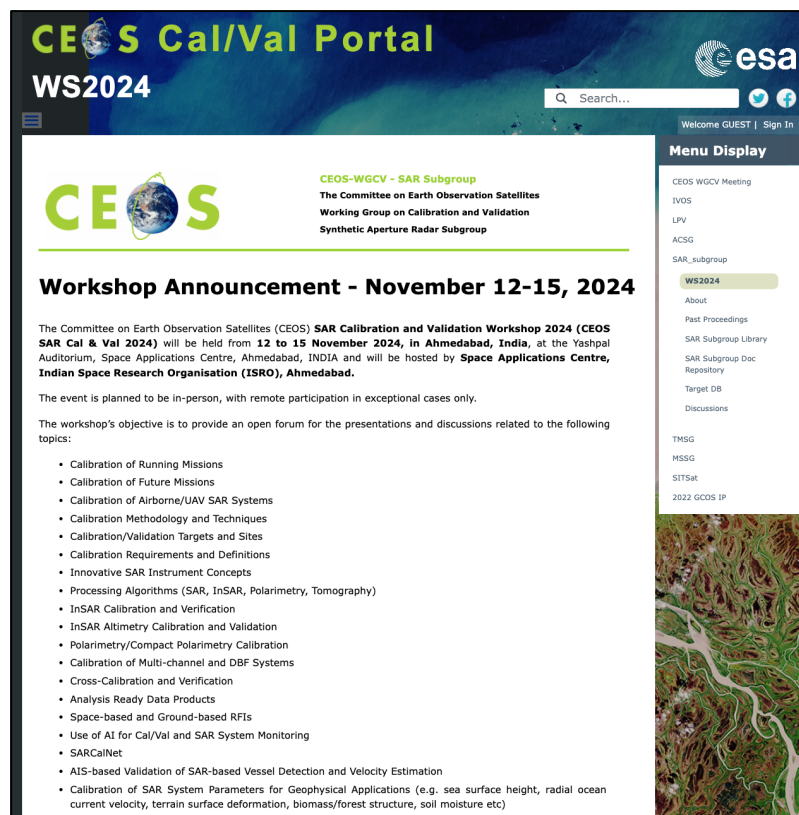 CEOS Cal/Val Portal
esa
WS2024
Search...
Welcome GUEST | Sign In
Menu Display
CEOS WGCV Meeting
IVOS
LPV
ACSG
SAR_subgroup
WS2024
About
Past Proceedings
SAR Subgroup Library
SAR Subgroup Doc
Repository
Target DB
Discussions
TMSG
MSSG
SITSat
2022 GCOS IP
CEOS
CEOS-WGCV - SAR Subgroup
The Committee on Earth Observation Satellites
Working Group on Calibration and Validation
Synthetic Aperture Radar Subgroup
Workshop Announcement - November 12-15, 2024
The Committee on Earth Observation Satellites (CEOS) SAR Calibration and Validation Workshop 2024 (CEOS
SAR Cal & Val 2024) will be held from 12 to 15 November 2024, in Ahmedabad, India, at the Yashpal
Auditorium, Space Applications Centre, Ahmedabad, INDIA and will be hosted by Space Applications Centre,
Indian Space Research Organisation (ISRO), Ahmedabad.
The event is planned to be in-person, with remote participation in exceptional cases only.
The workshop's objective is to provide an open forum for the presentations and discussions related to the following
topics:
• Calibration of Running Missions
• Calibration of Future Missions
• Calibration of Airborne/UAV SAR Systems
• Calibration Methodology and Techniques
• Calibration/Validation Targets and Sites
• Calibration Requirements and Definitions
• Innovative SAR Instrument Concepts
• Processing Algorithms (SAR, InSAR, Polarimetry, Tomography)
• InSAR Calibration and Verification
• InSAR Altimetry Calibration and Validation
• Polarimetry/Compact Polarimetry Calibration
• Calibration of Multi-channel and DBF Systems
• Cross-Calibration and Verification
• Analysis Ready Data Products
• Space-based and Ground-based RFIs
• Use of AI for Cal/Val and SAR System Monitoring
• SARCalNet
• AIS-based Validation of SAR-based Vessel Detection and Velocity Estimation
• Calibration of SAR System Parameters for Geophysical Applications (e.g. sea surface height, radial ocean
current velocity, terrain surface deformation, biomass/forest structure, soil moisture etc)